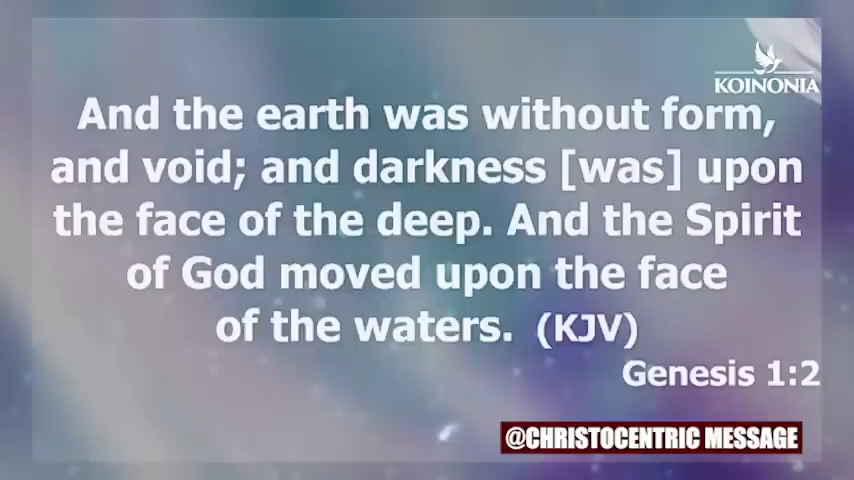 KOINONIA
And the earth was without form,
and void; and darkness [was] upon
the face of the deep. And the Spirit
of God moved upon the face
of the waters. (KJV)
Genesis 1:2
@CHRISTOCENTRIC MESSAGE